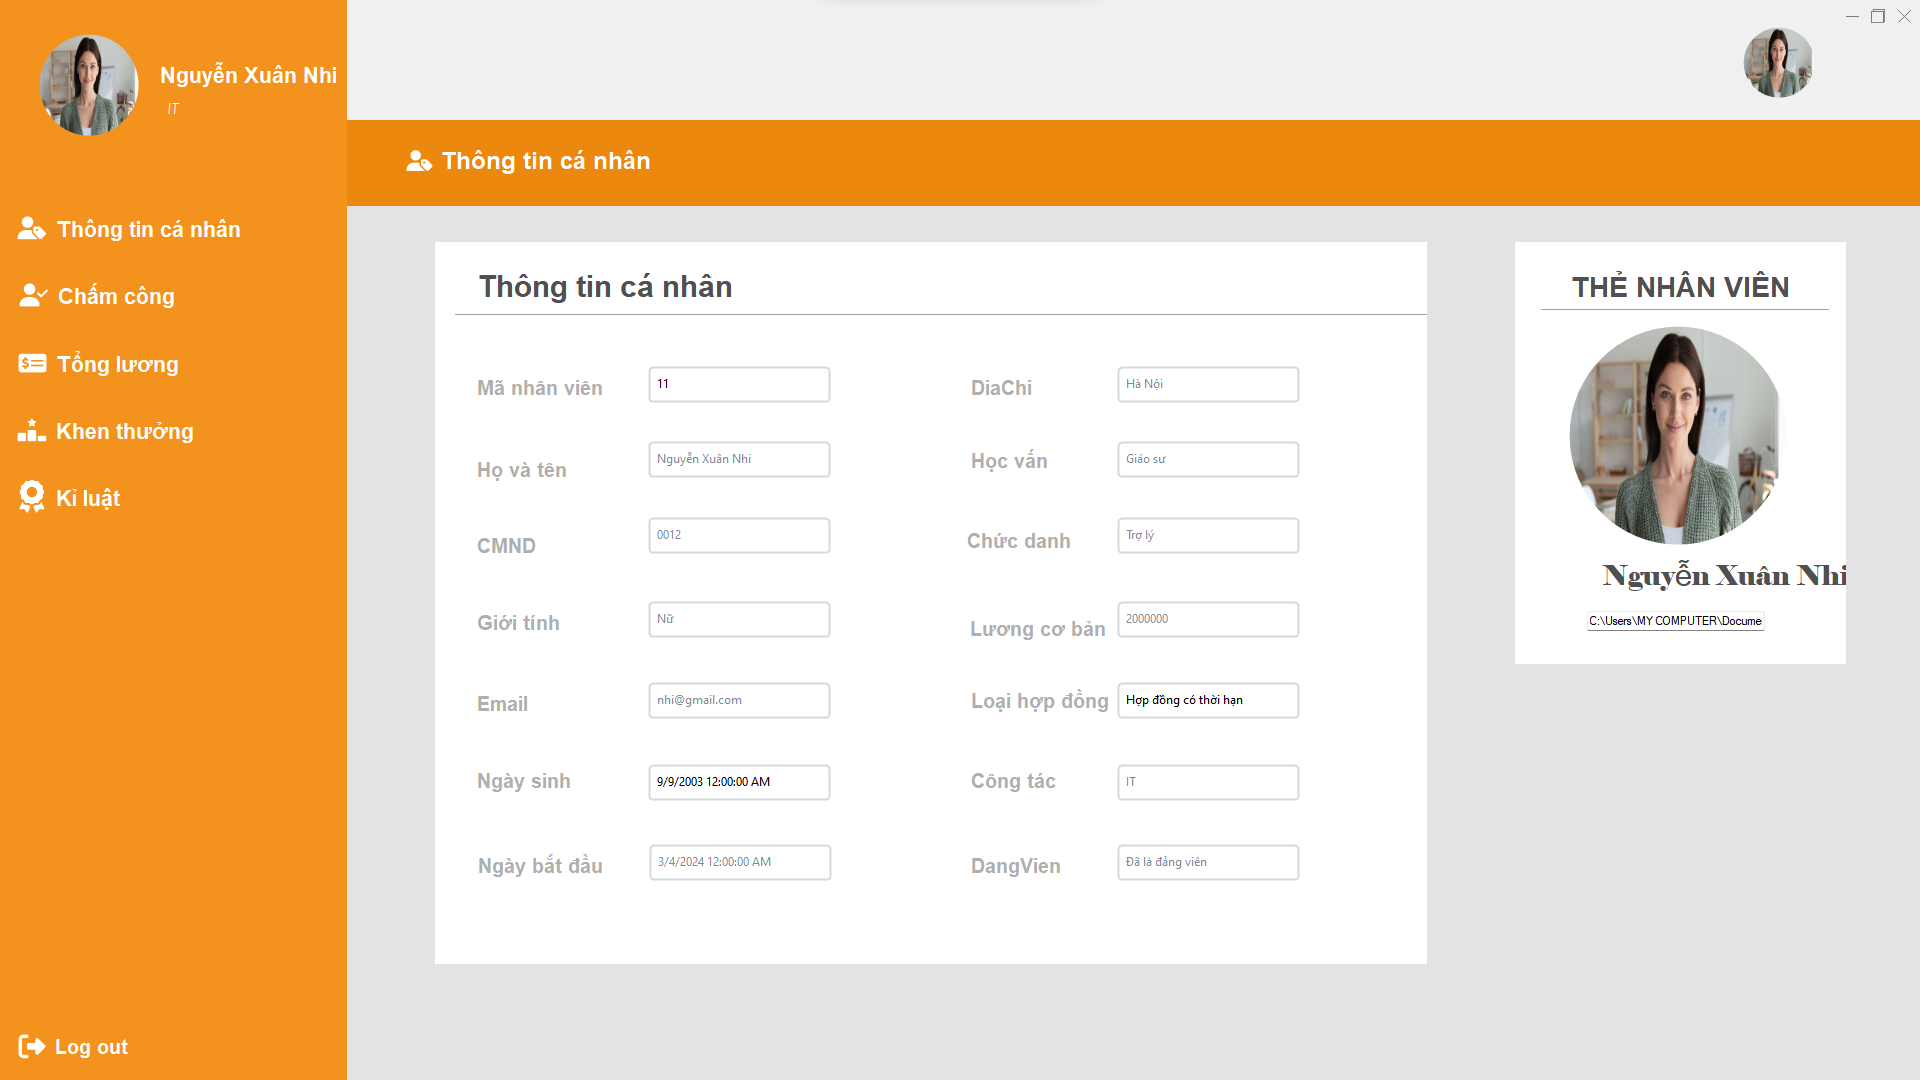 Nguyễn Xuân Nhi
IT
Thông tin cá nhân
Chấm công
Tổng lương
Khen thưởng
Kỉ luật
Log out
Thông tin cá nhân
Thông tin cá nhân
Mã nhân viên 11
Họ và tên Nguyễn Xuân Nhi
CMND 0012
Giới tính Nữ
Email nhi@gmail.com
Ngày sinh 9/9/2003 12:00:00 AM
Ngày bắt đầu 3/4/2024 12:00:00 AM
DiaChi Hà Nội
Học vấn Giáo sư
Chức danh Trợ lý
Lương cơ bản 2000000
Loại hợp đồng Hợp đồng có thời hạn
Công tác IT
DangVien Đã là đảng viên
THẺ NHÂN VIÊN
Nguyễn Xuân Nhi
C:\Users\MY COMPUTER\Docume